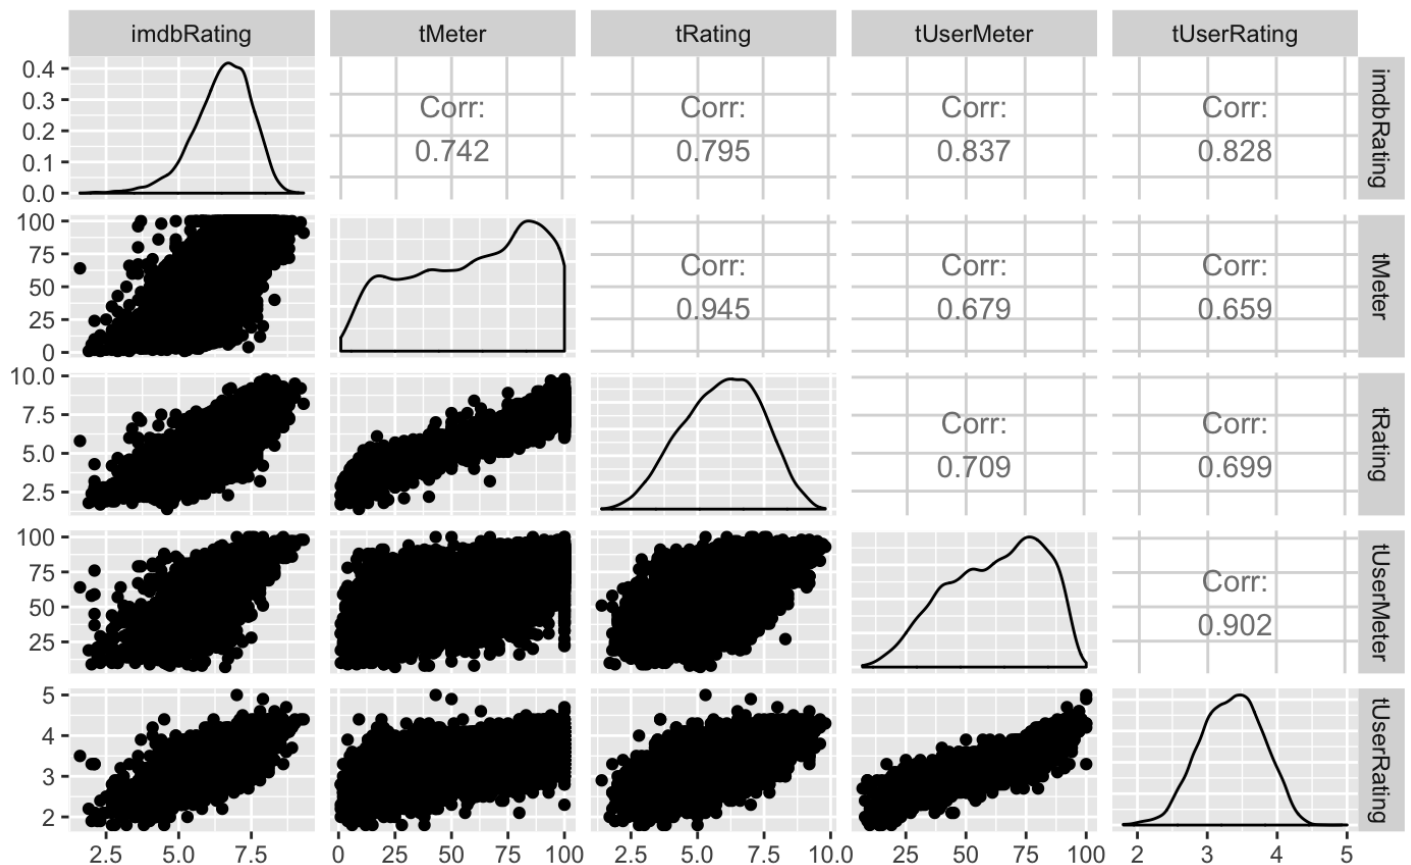 imdbRating tMeter tRating tUserMeter tUserRating
0.4
0.3
0.2
0.1
0.0
Corr: Corr: Corr: Corr:
0.742 0.795 0.837 0.828
imdbRating
100
75
50
25
0
Corr: Corr: Corr:
0.945 0.679 0.659
tMeter
10.0
7.5
5.0
2.5
Corr: Corr:
0.709 0.699
tRating
100
75
50
25
Corr:
0.902
tUserMeter
5
4
3
2
tUserRating
2.5 5.0 7.5 0 25 50 75 100 2.5 5.0 7.5 10.0 25 50 75 100 2 3 4 5